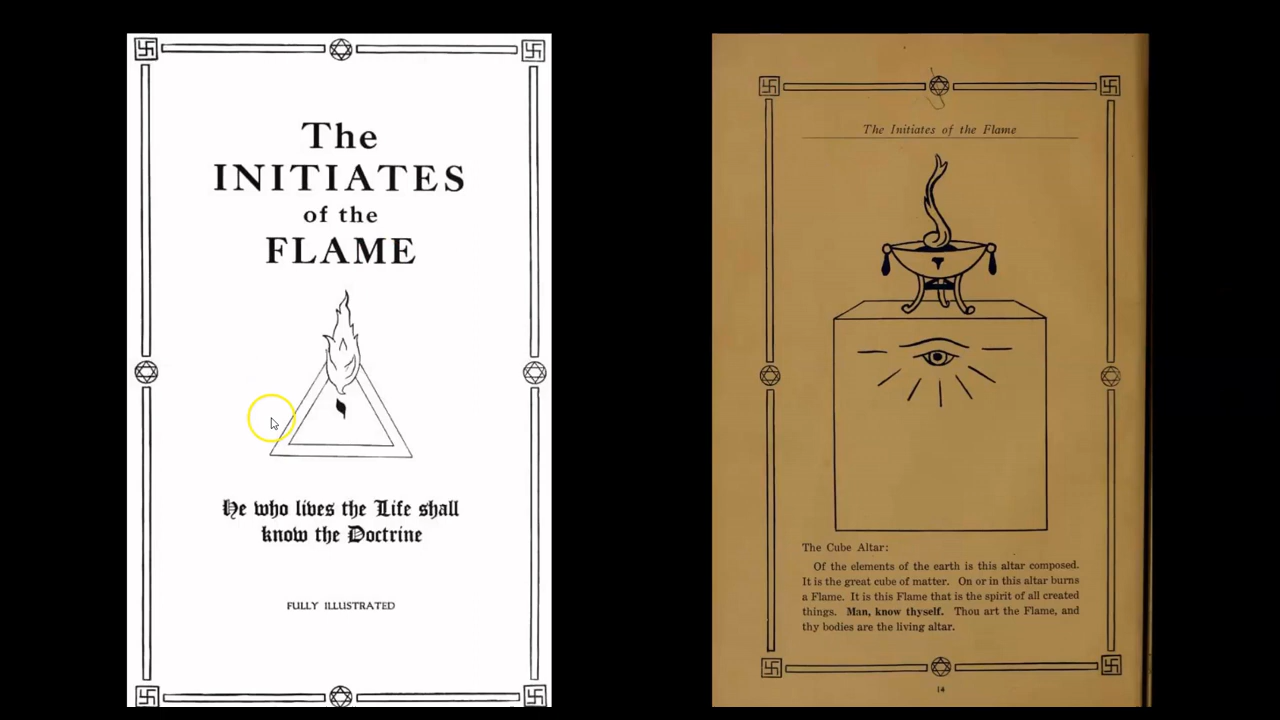 The
INITIATES
of the
FLAME
י
He who lives the Life shall
know the Doctrine
FULLY ILLUSTRATED
The Initiates of the Flame
The Cube Altar:
Of the elements of the earth is this altar composed.
It is the great cube of matter. On or in this altar burns
a Flame. It is this Flame that is the spirit of all created
things. Man, know thyself. Thou art the Flame, and
thy bodies are the living altar.
14